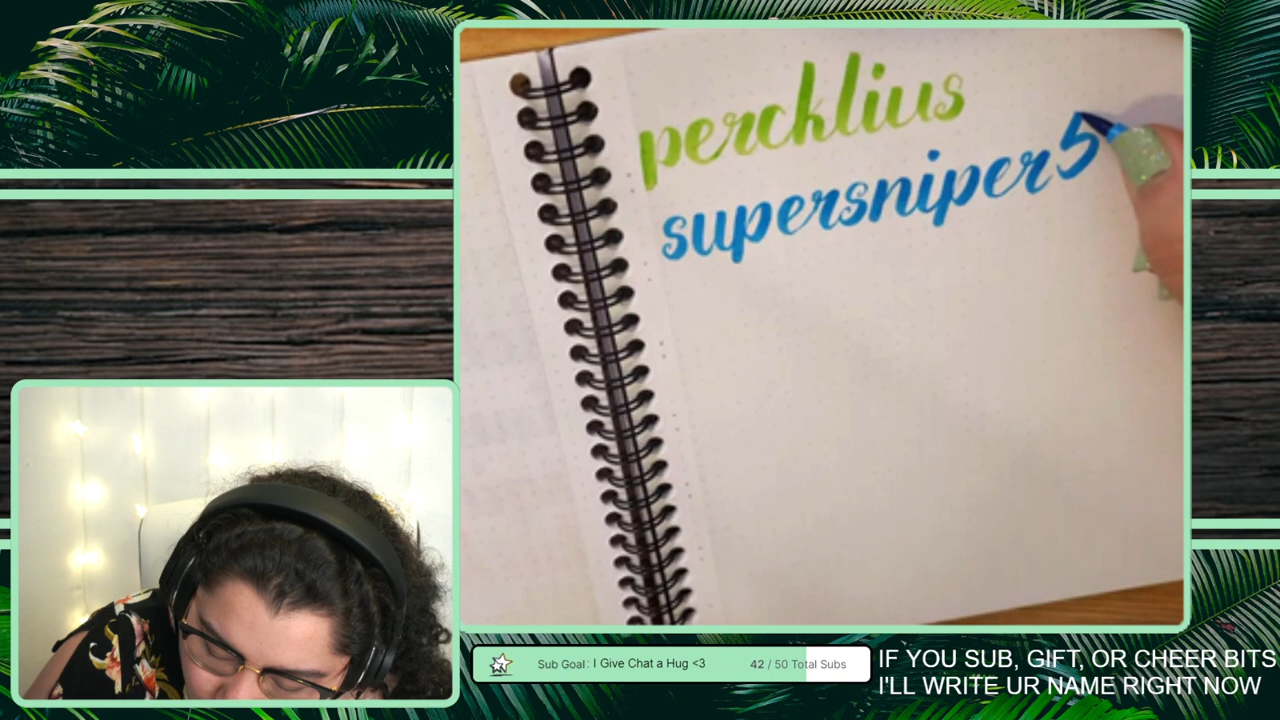 percklius
supersniper5
Sub Goal: I Give Chat a Hug <3
42 / 50 Total Subs
IF YOU SUB, GIFT, OR CHEER BITS
I'LL WRITE UR NAME RIGHT NOW